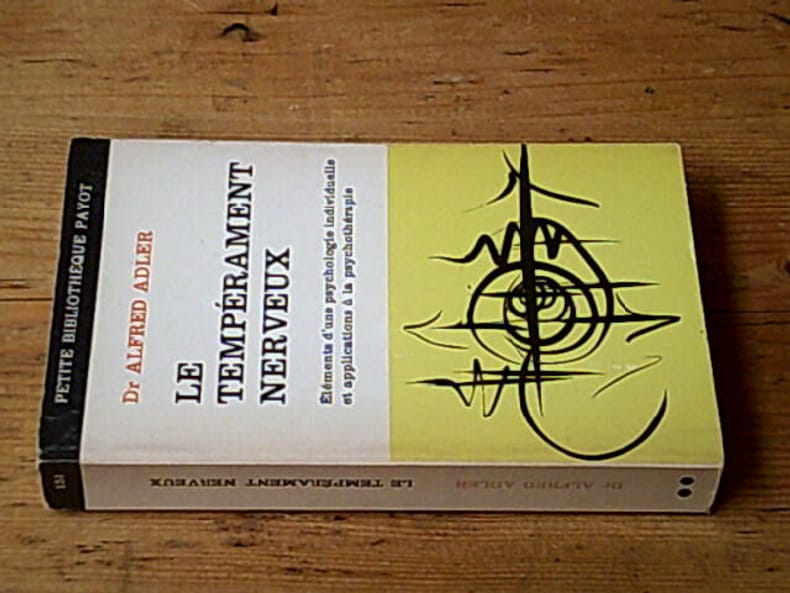 PETITE BIBLIOTHÈQUE PAYOT
Dr ALFRED ADLER
LE
TEMPÉRAMENT
NERVEUX
Éléments d'une psychologie individuelle
et applications à la psychothérapie
151
LE TEMPÉRAMENT NERVEUX
Dr ALFRED ADLER